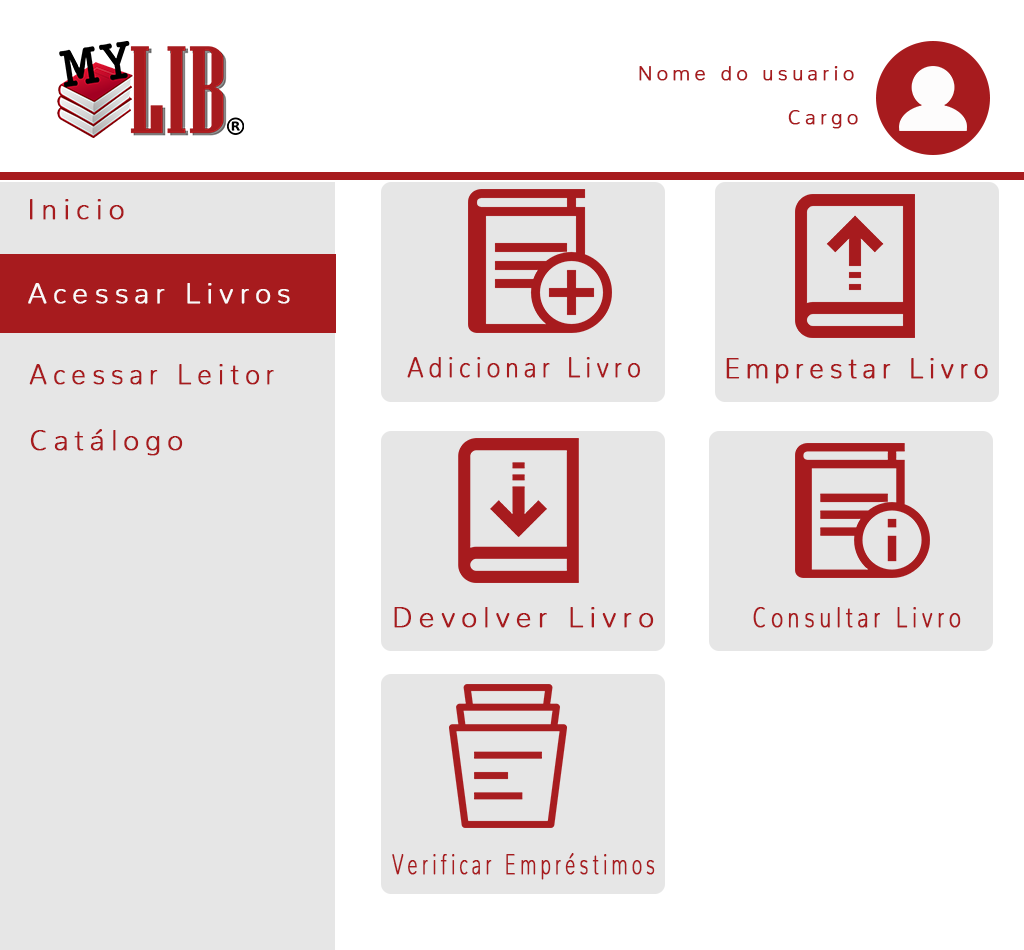 MY LIB®
Nome do usuario
Cargo
Inicio
Acessar Livros
Acessar Leitor
Catálogo
Adicionar Livro
Emprestar Livro
Devolver Livro
Consultar Livro
Verificar Empréstimos